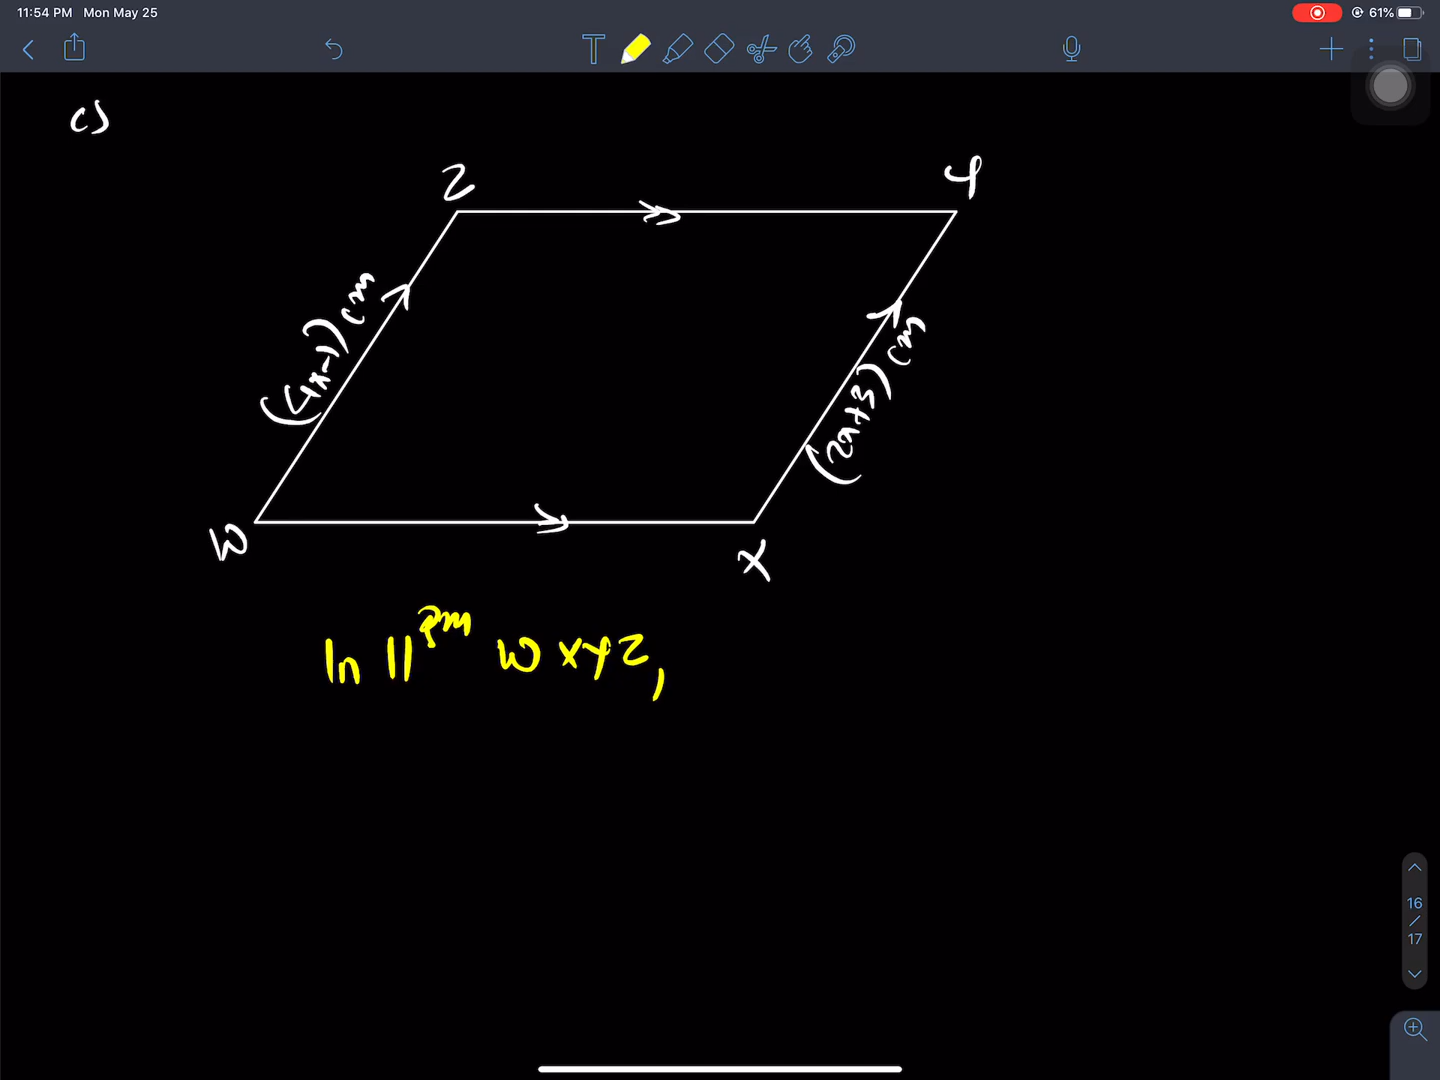 11:54 PM Mon May 25
61%
T
c)
Z
Y
(4x-1) cm
(2x+3) cm
W
X
In ||gm WXYZ,
16
/
17